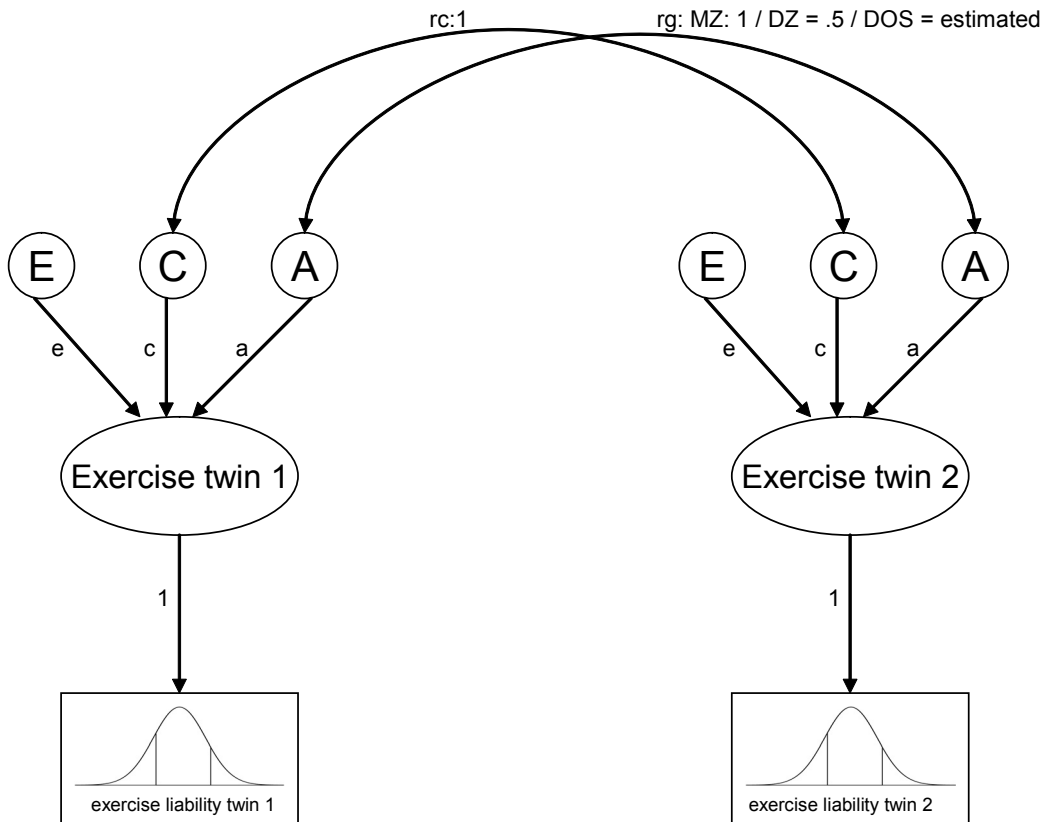 rc:1
rg: MZ: 1 / DZ = .5 / DOS = estimated
E
C
A
E
C
A
e
c
a
e
c
a
Exercise twin 1
Exercise twin 2
1
1
exercise liability twin 1
exercise liability twin 2